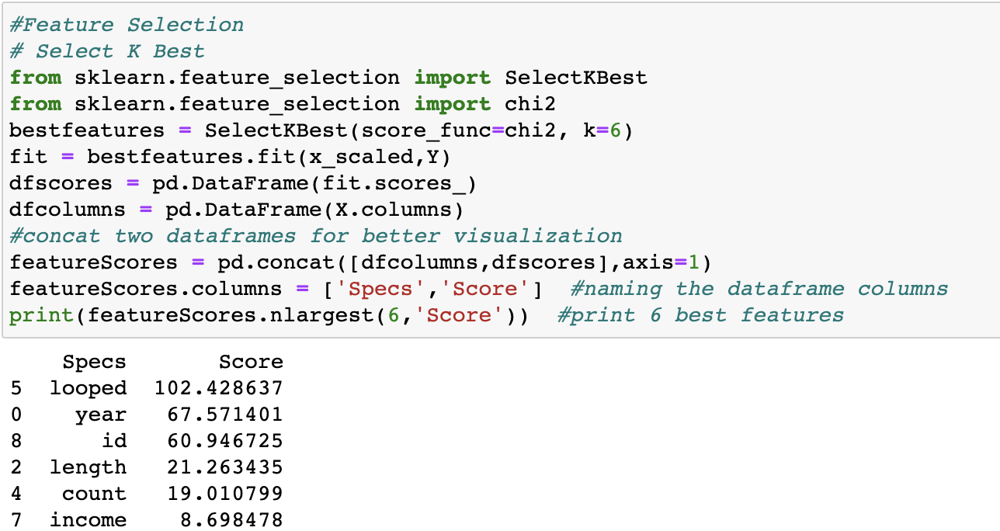 #Feature Selection
# Select K Best
from sklearn.feature_selection import SelectKBest
from sklearn.feature_selection import chi2
bestfeatures = SelectKBest(score_func=chi2, k=6)
fit = bestfeatures.fit(x_scaled,Y)
dfscores = pd.DataFrame(fit.scores_)
dfcolumns = pd.DataFrame(X.columns)
#concat two dataframes for better visualization
featureScores = pd.concat([dfcolumns,dfscores],axis=1)
featureScores.columns = ['Specs','Score']  #naming the dataframe columns
print(featureScores.nlargest(6,'Score'))  #print 6 best features
    Specs       Score
5  looped  102.428637
0    year   67.571401
8      id   60.946725
2  length   21.263435
4   count   19.010799
7  income    8.698478